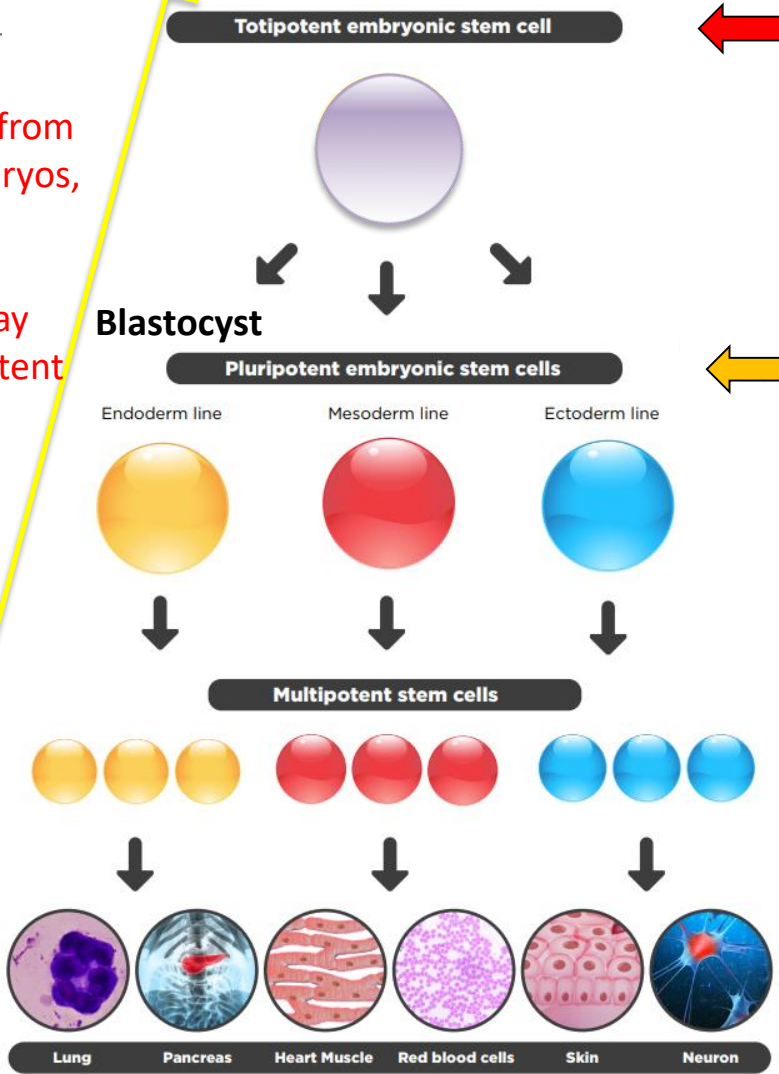 Totipotent embryonic stem cell
from
ryos,
ay
tent
Blastocyst
Pluripotent embryonic stem cells
Endoderm line
Mesoderm line
Ectoderm line
Multipotent stem cells
Lung
Pancreas
Heart Muscle
Red blood cells
Skin
Neuron